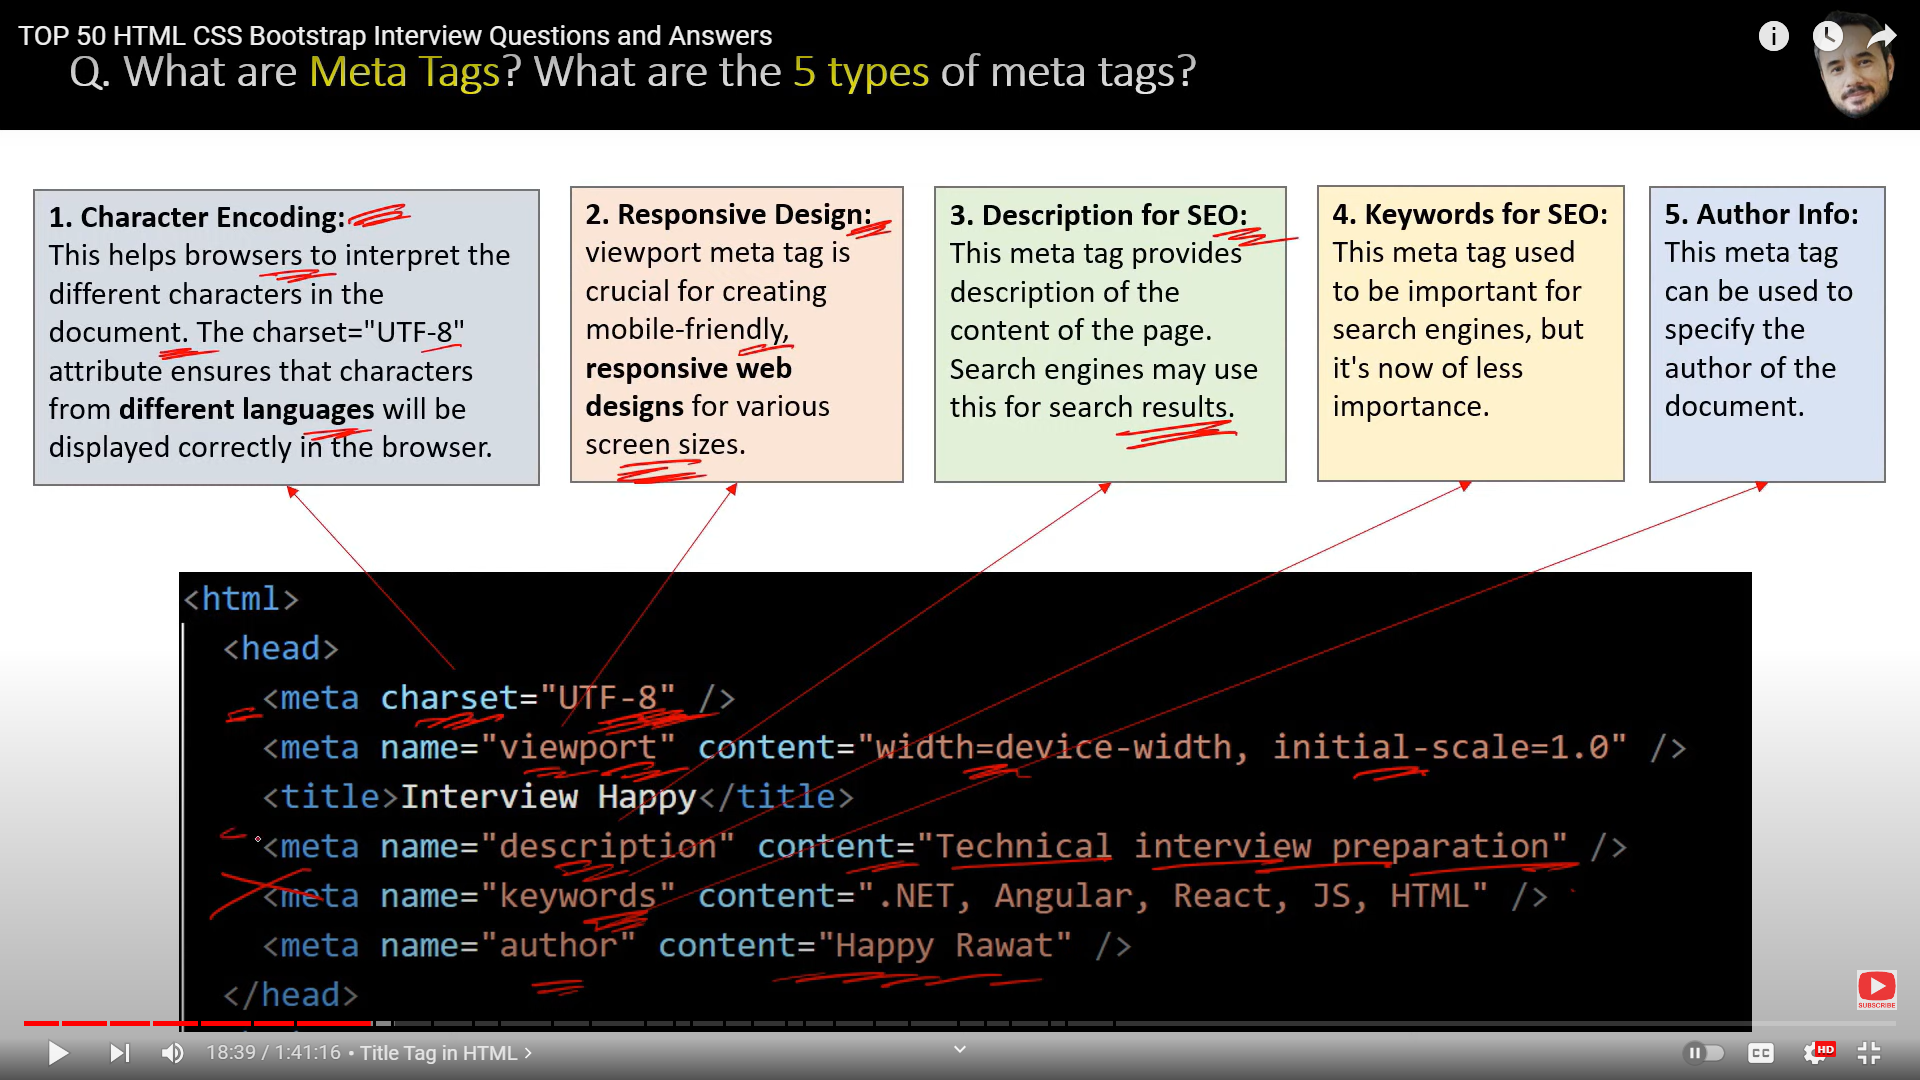 TOP 50 HTML CSS Bootstrap Interview Questions and Answers
Q. What are Meta Tags? What are the 5 types of meta tags?
1. Character Encoding:
This helps browsers to interpret the
different characters in the
document. The charset="UTF-8"
attribute ensures that characters
from different languages will be
displayed correctly in the browser.
2. Responsive Design:
viewport meta tag is
crucial for creating
mobile-friendly,
responsive web
designs for various
screen sizes.
3. Description for SEO:
This meta tag provides
description of the
content of the page.
Search engines may use
this for search results.
4. Keywords for SEO:
This meta tag used
to be important for
search engines, but
it's now of less
importance.
5. Author Info:
This meta tag
can be used to
specify the
author of the
document.
<html>
<head>
<meta charset="UTF-8" />
<meta name="viewport" content="width=device-width, initial-scale=1.0" />
<title>Interview Happy</title>
<meta name="description" content="Technical interview preparation" />
<meta name="keywords" content=".NET, Angular, React, JS, HTML" />
<meta name="author" content="Happy Rawat" />
</head>
SUBSCRIBE
18:39 / 1:41:16 • Title Tag in HTML >
CC
HD